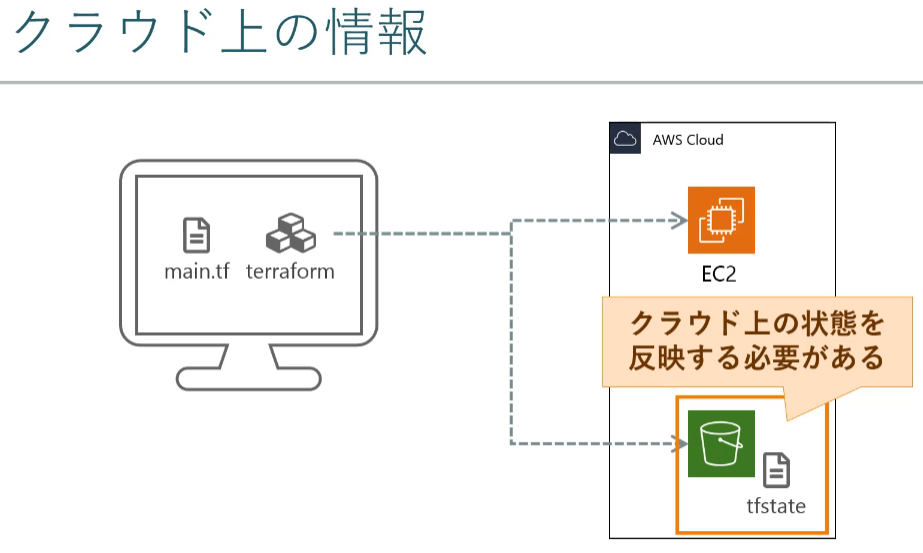 クラウド上の情報
AWS Cloud
main.tf
terraform
EC2
クラウド上の状態を
反映する必要がある
tfstate